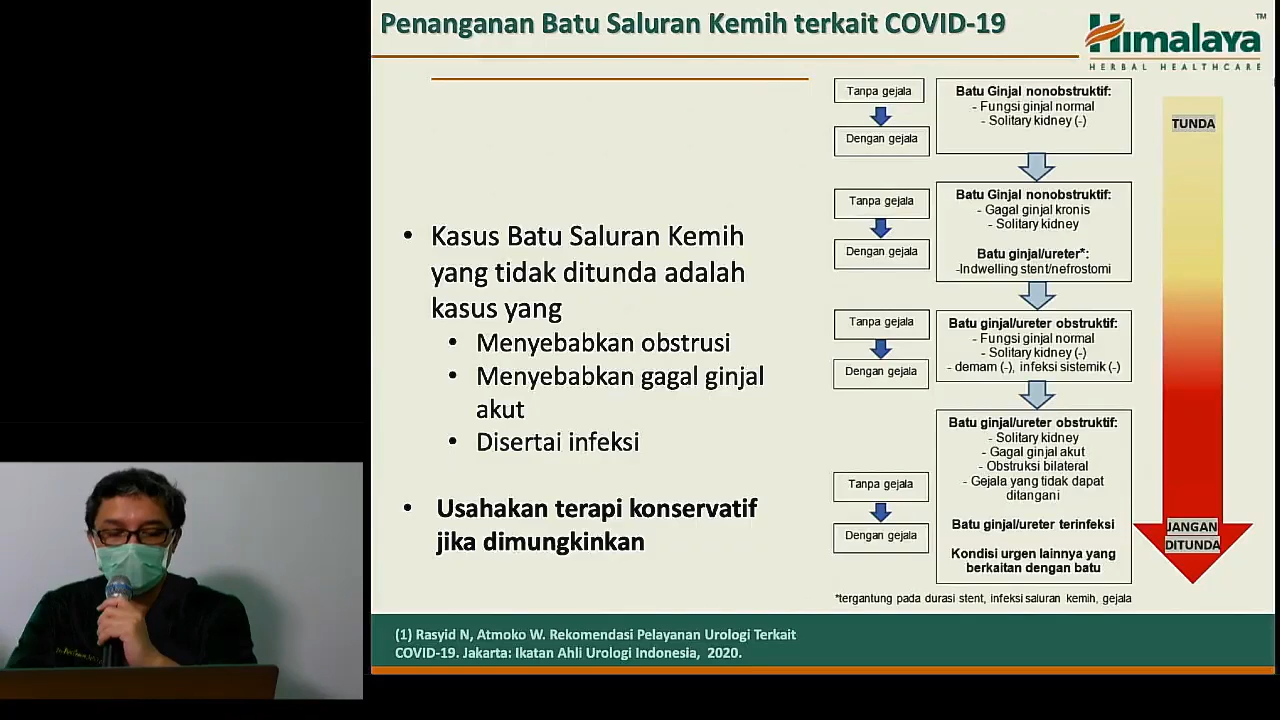 Penanganan Batu Saluran Kemih terkait COVID-19
Himalaya
TM
HERBAL HEALTHCARE
• Kasus Batu Saluran Kemih
yang tidak ditunda adalah
kasus yang
• Menyebabkan obstrusi
• Menyebabkan gagal ginjal
akut
• Disertai infeksi
• Usahakan terapi konservatif
jika dimungkinkan
Tanpa gejala
Dengan gejala
Batu Ginjal nonobstruktif:
- Fungsi ginjal normal
- Solitary kidney (-)
Tanpa gejala
Dengan gejala
Batu Ginjal nonobstruktif:
- Gagal ginjal kronis
- Solitary kidney
Batu ginjal/ureter*:
-Indwelling stent/nefrostomi
Tanpa gejala
Dengan gejala
Batu ginjal/ureter obstruktif:
- Fungsi ginjal normal
- Solitary kidney (-)
- demam (-), infeksi sistemik (-)
Tanpa gejala
Dengan gejala
Batu ginjal/ureter obstruktif:
- Solitary kidney
- Gagal ginjal akut
- Obstruksi bilateral
- Gejala yang tidak dapat
ditangani
Batu ginjal/ureter terinfeksi
Kondisi urgen lainnya yang
berkaitan dengan batu
TUNDA
JANGAN
DITUNDA
*tergantung pada durasi stent, infeksi saluran kemih, gejala
(1) Rasyid N, Atmoko W. Rekomendasi Pelayanan Urologi Terkait
COVID-19. Jakarta: Ikatan Ahli Urologi Indonesia, 2020.